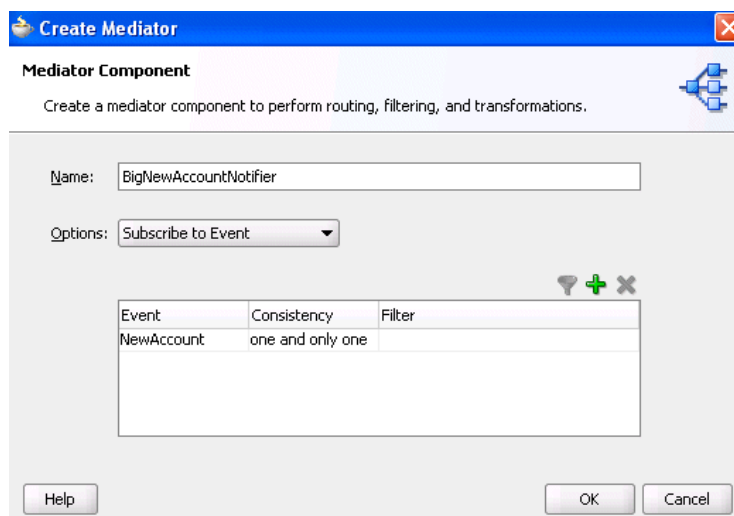 Create Mediator
Mediator Component
Create a mediator component to perform routing, filtering, and transformations.
Name: BigNewAccountNotifier
Options: Subscribe to Event
Event Consistency Filter
NewAccount one and only one
Help OK Cancel